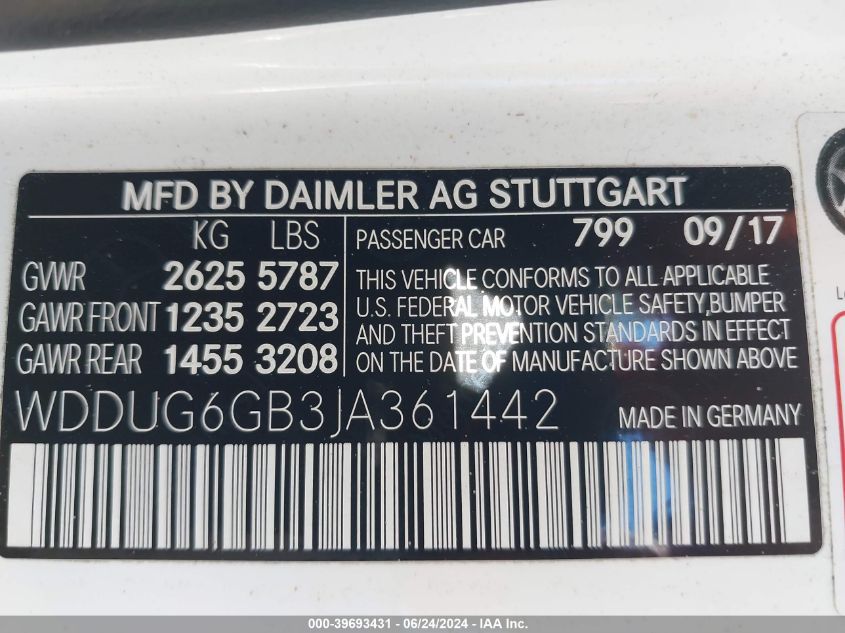 MFD BY DAIMLER AG STUTTGART
KG LBS
GVWR 2625 5787
GAWR FRONT 1235 2723
GAWR REAR 1455 3208
PASSENGER CAR 799 09/17
THIS VEHICLE CONFORMS TO ALL APPLICABLE
U.S. FEDERAL MOTOR VEHICLE SAFETY,BUMPER
AND THEFT PREVENTION STANDARDS IN EFFECT
ON THE DATE OF MANUFACTURE SHOWN ABOVE
WDDUG6GB3JA361442 MADE IN GERMANY
000-39693431 - 06/24/2024 - IAA Inc.